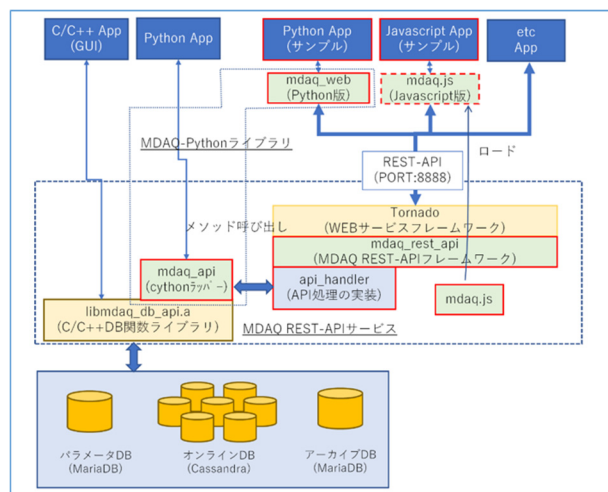 C/C++ App
(GUI)
Python App
Python App
(サンプル)
Javascript App
(サンプル)
etc
App
mdaq_web
(Python版)
mdaq.js
(Javascript版)
MDAQ-Pythonライブラリ
REST-API
(PORT:8888)
ロード
メソッド呼び出し
Tornado
(WEBサービスフレームワーク)
mdaq_rest_api
(MDAQ REST-APIフレームワーク)
mdaq_api
(cythonラッパー)
api_handler
(API処理の実装)
mdaq.js
libmdaq_db_api.a
(C/C++DB関数ライブラリ)
MDAQ REST-APIサービス
パラメータDB
(MariaDB)
オンラインDB
(Cassandra)
アーカイブDB
(MariaDB)